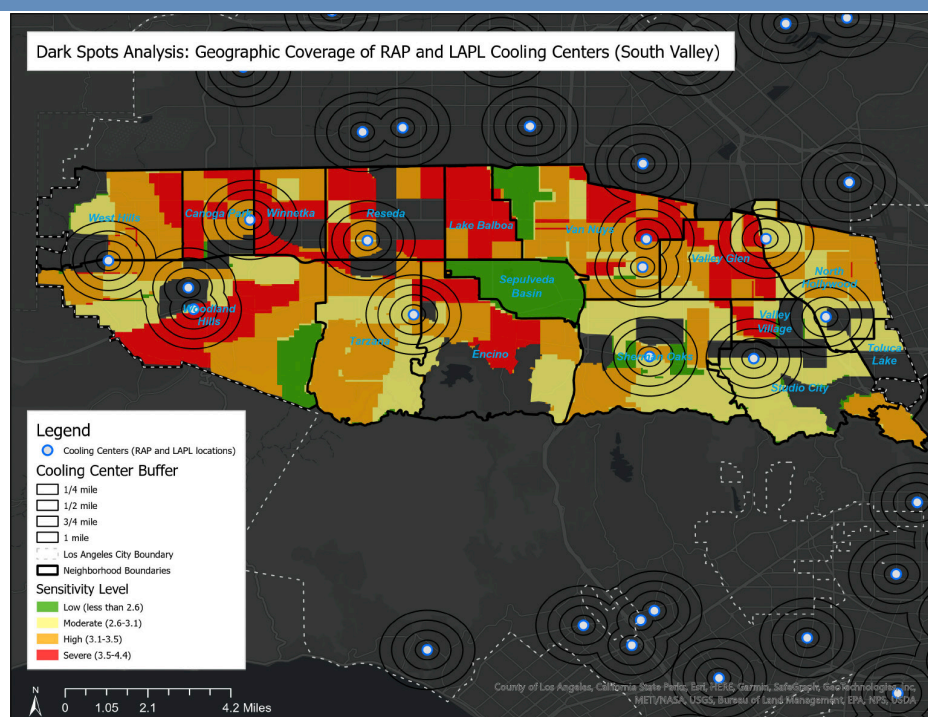 Dark Spots Analysis: Geographic Coverage of RAP and LAPL Cooling Centers (South Valley)
West Hills
Canoga Park
Winnetka
Reseda
Lake Balboa
Van Nuys
Valley Glen
North
Hollywood
Sepulveda
Basin
Woodland
Hills
Tarzana
Encino
Sherman Oaks
Valley
Village
Toluca
Lake
Studio City
Legend
Cooling Centers (RAP and LAPL locations)
Cooling Center Buffer
1/4 mile
1/2 mile
3/4 mile
1 mile
Los Angeles City Boundary
Neighborhood Boundaries
Sensitivity Level
Low (less than 2.6)
Moderate (2.6-3.1)
High (3.1-3.5)
Severe (3.5-4.4)
N
0 1.05 2.1 4.2 Miles
County of Los Angeles, California State Parks, Esri, HERE, Garmin, SafeGraph, GeoTechnologies, Inc,
METI/NASA, USGS, Bureau of Land Management, EPA, NPS, USDA